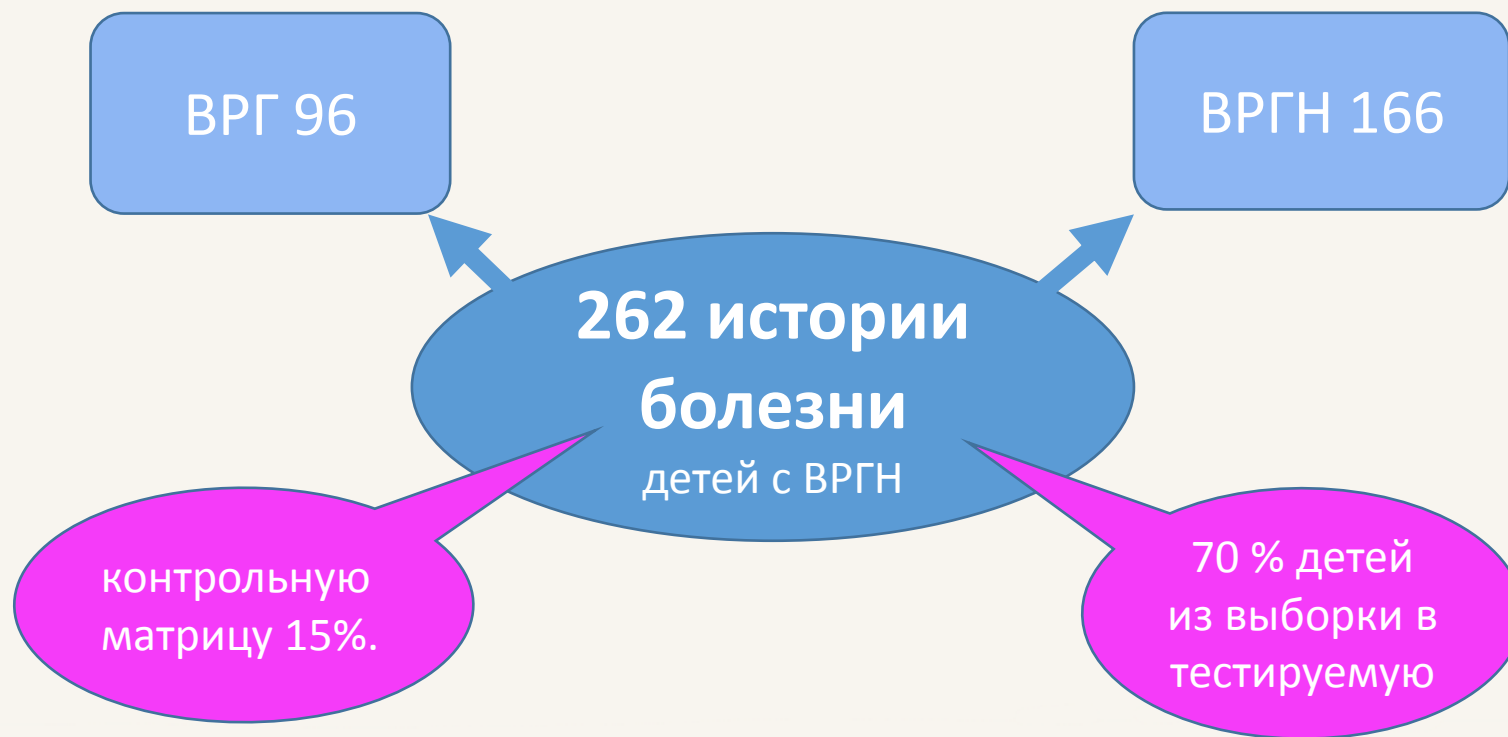 ВРГ 96
ВРГН 166
262 истории
болезни
детей с ВРГН
контрольную
матрицу 15%.
70 % детей
из выборки в
тестируемую